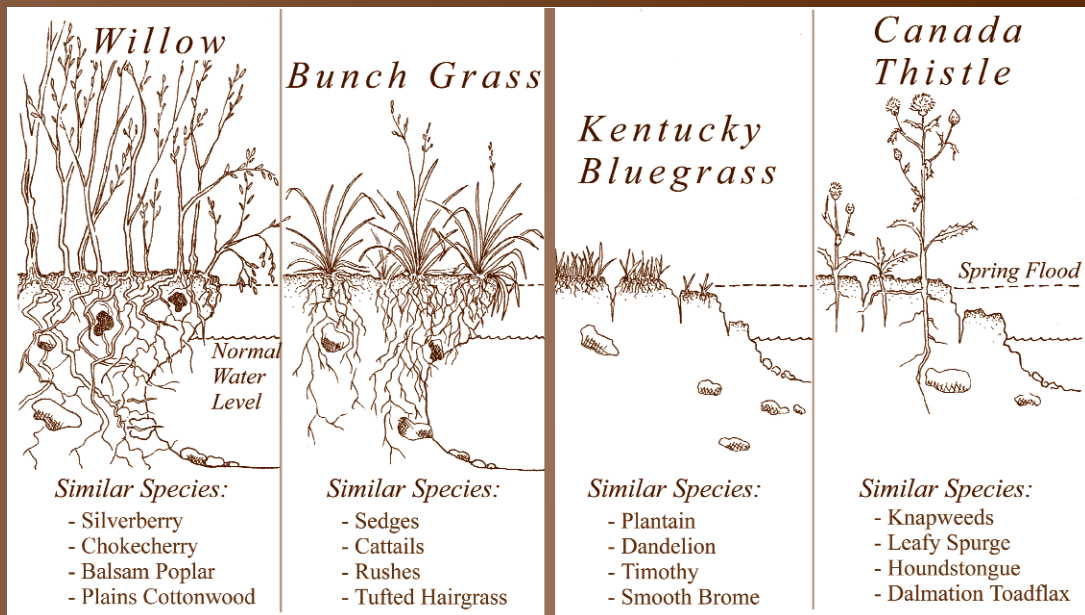 Willow
Normal
Water
Level
Similar Species:
- Silverberry
- Chokecherry
- Balsam Poplar
- Plains Cottonwood
Bunch Grass
Similar Species:
- Sedges
- Cattails
- Rushes
- Tufted Hairgrass
Kentucky
Bluegrass
Similar Species:
- Plantain
- Dandelion
- Timothy
- Smooth Brome
Canada
Thistle
Spring Flood
Similar Species:
- Knapweeds
- Leafy Spurge
- Houndstongue
- Dalmation Toadflax